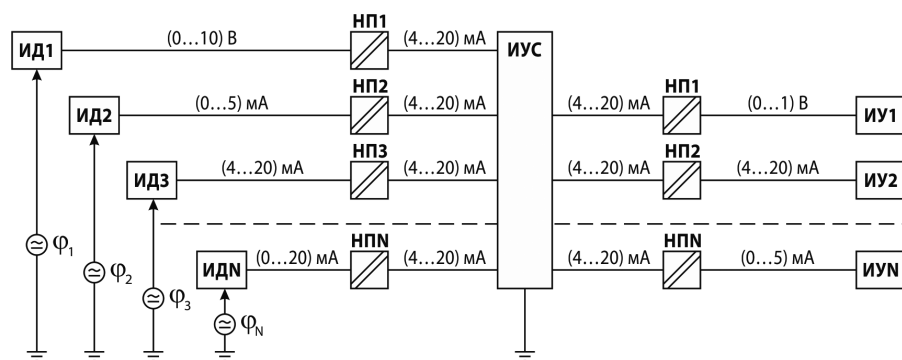 НП1
ИД1 (0...10) В (4...20) мА ИУС
НП2 НП1
ИД2 (0...5) мА (4...20) мА (4...20) мА (0...1) В ИУ1
НП3 НП2
ИД3 (4...20) мА (4...20) мА (4...20) мА (4...20) мА ИУ2
φ1 НПN НПN
ИДN (0...20) мА (4...20) мА (4...20) мА (0...5) мА ИУN
φ2
φ3
φN